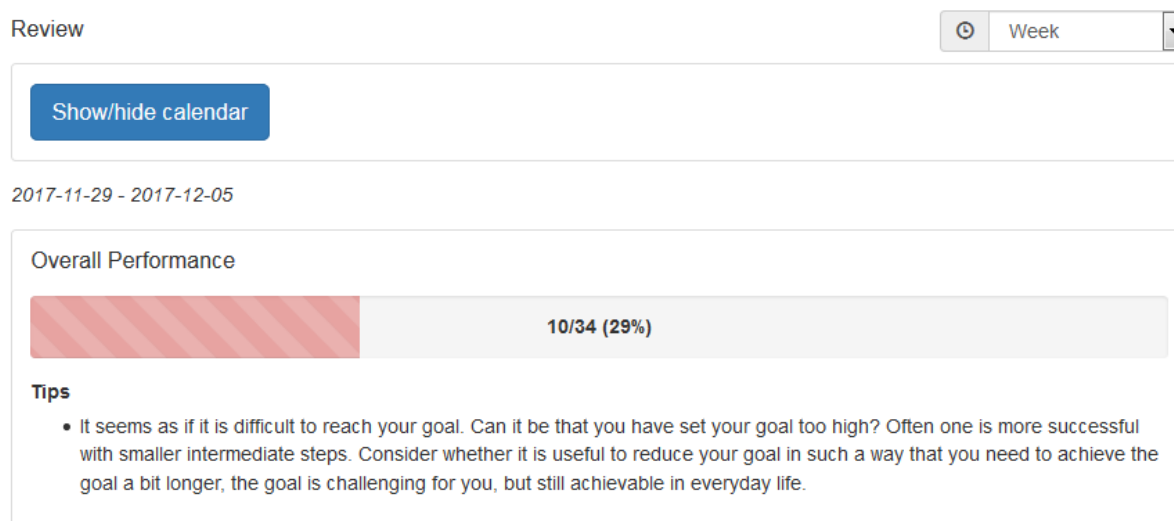 Review
Week
Show/hide calendar
2017-11-29 - 2017-12-05
Overall Performance
10/34 (29%)
Tips
• It seems as if it is difficult to reach your goal. Can it be that you have set your goal too high? Often one is more successful
with smaller intermediate steps. Consider whether it is useful to reduce your goal in such a way that you need to achieve the
goal a bit longer, the goal is challenging for you, but still achievable in everyday life.